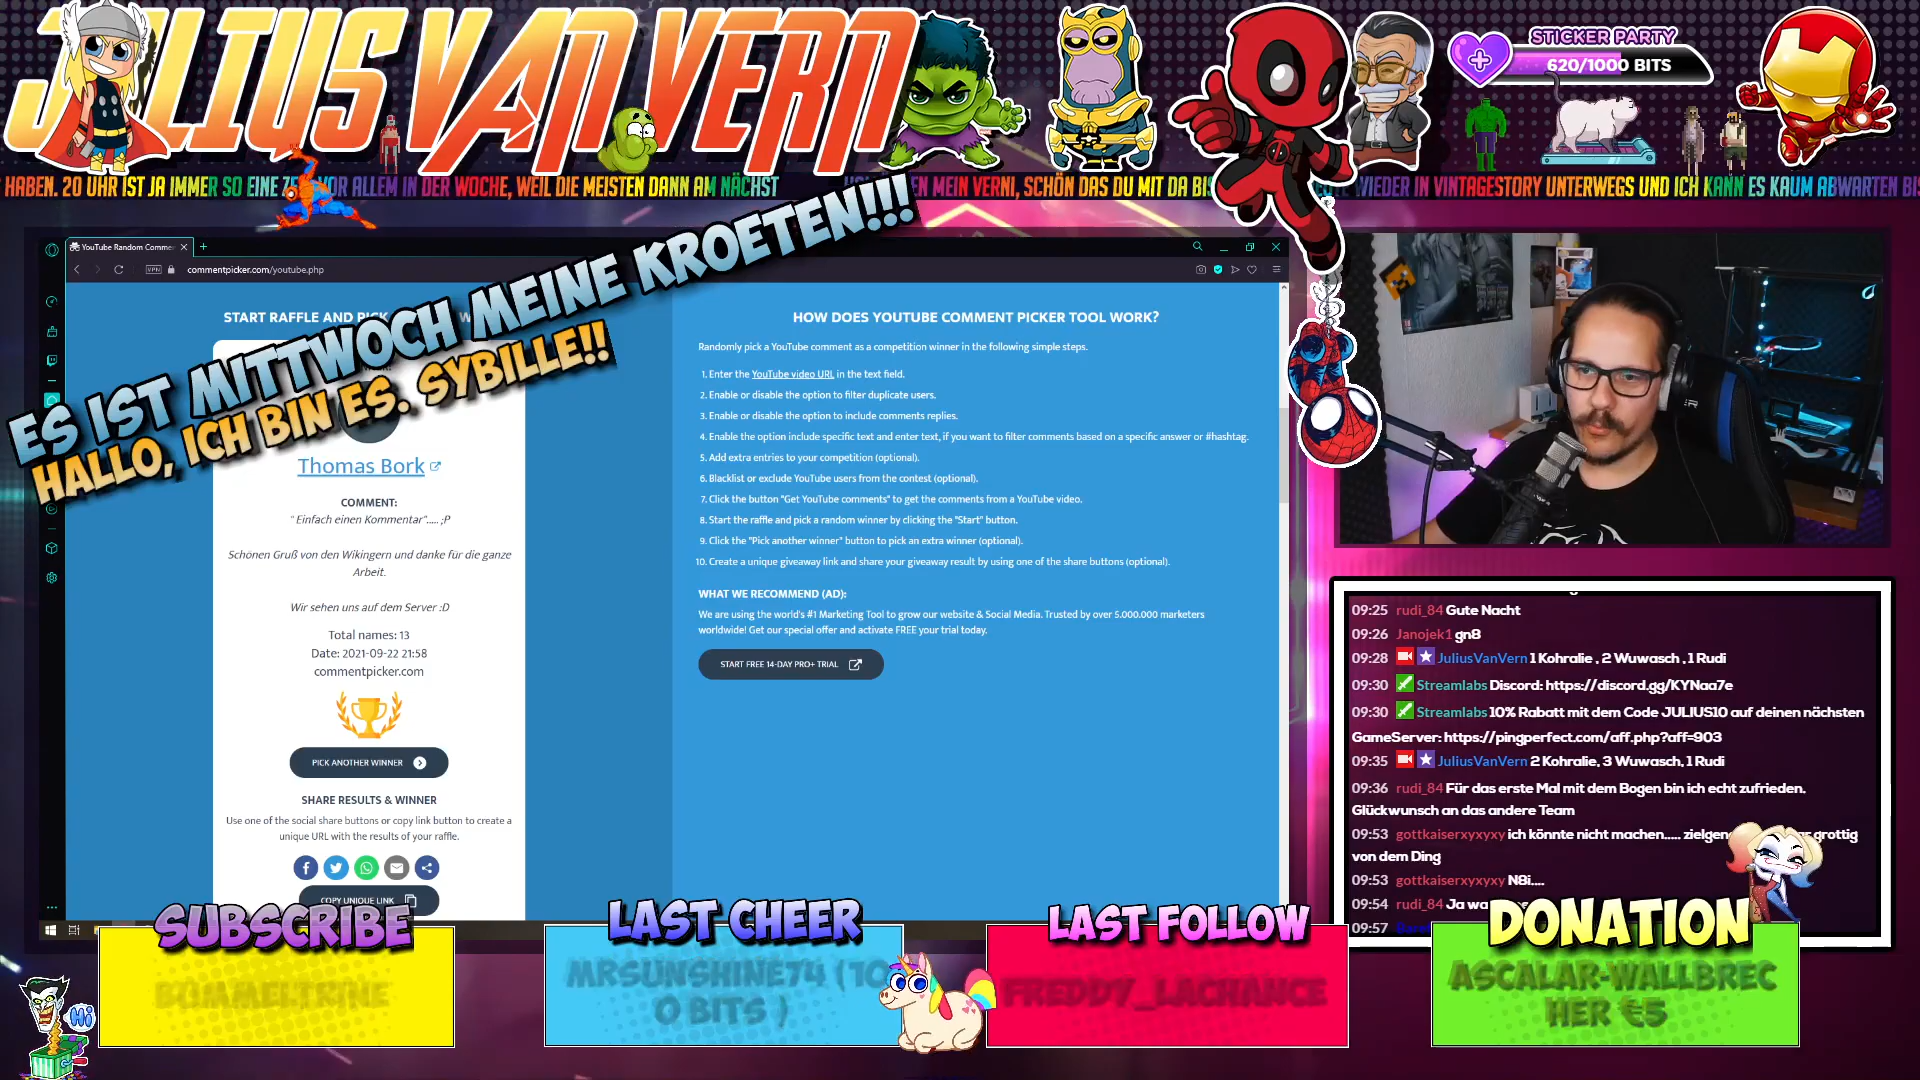 JULIUS VAN VERN
STICKER PARTY
620/1000 BITS
HABEN. 20 UHR IST JA IMMER SO EINE ZEIT VOR ALLEM IN DER WOCHE, WEIL DIE MEISTEN DANN AM NÄCHST
MEIN VERNI, SCHÖN DAS DU MIT DA
WIEDER IN VINTAGESTORY UNTERWEGS UND ICH KANN ES KAUM ABWARTEN BIS
ES IST MITTWOCH MEINE KROETEN!!!
HALLO, ICH BIN ES. SYBILLE!!
YouTube Random Comme
VPN
commentpicker.com/youtube.php
START RAFFLE AND PICK
Thomas Bork
COMMENT:
" Einfach einen Kommentar"..... ;P
Schönen Gruß von den Wikingern und danke für die ganze
Arbeit.
Wir sehen uns auf dem Server :D
Total names: 13
Date: 2021-09-22 21:58
commentpicker.com
PICK ANOTHER WINNER
SHARE RESULTS & WINNER
Use one of the social share buttons or copy link button to create a
unique URL with the results of your raffle.
COPY UNIQUE LINK
HOW DOES YOUTUBE COMMENT PICKER TOOL WORK?
Randomly pick a YouTube comment as a competition winner in the following simple steps.
1. Enter the YouTube video URL in the text field.
2. Enable or disable the option to filter duplicate users.
3. Enable or disable the option to include comments replies.
4. Enable the option include specific text and enter text, if you want to filter comments based on a specific answer or #hashtag.
5. Add extra entries to your competition (optional).
6. Blacklist or exclude YouTube users from the contest (optional).
7. Click the button "Get YouTube comments" to get the comments from a YouTube video.
8. Start the raffle and pick a random winner by clicking the "Start" button.
9. Click the "Pick another winner" button to pick an extra winner (optional).
10. Create a unique giveaway link and share your giveaway result by using one of the share buttons (optional).
WHAT WE RECOMMEND (AD):
We are using the world's #1 Marketing Tool to grow our website & Social Media. Trusted by over 5.000.000 marketers
worldwide! Get our special offer and activate FREE your trial today.
START FREE 14-DAY PRO+ TRIAL
09:25 rudi_84 Gute Nacht
09:26 Janojek1 gn8
09:28 JuliusVanVern 1 Kohralie , 2 Wuwasch , 1 Rudi
09:30 Streamlabs Discord: https://discord.gg/KYNaa7e
09:30 Streamlabs 10% Rabatt mit dem Code JULIUS10 auf deinen nächsten
GameServer: https://pingperfect.com/aff.php?aff=903
09:35 JuliusVanVern 2 Kohralie, 3 Wuwasch, 1 Rudi
09:36 rudi_84 Für das erste Mal mit dem Bogen bin ich echt zufrieden.
Glückwunsch an das andere Team
09:53 gottkaiserxyxyxy ich könnte nicht machen..... grottig
von dem Ding
09:53 gottkaiserxyxyxy N8i....
09:54 rudi_84 Ja
09:57
SUBSCRIBE
LAST CHEER
MRSUNSHINE74 (10
0 BITS )
LAST FOLLOW
FREDDY_LACHANCE
DONATION
ASCALAR-WALLBREC
HER €5
Hi